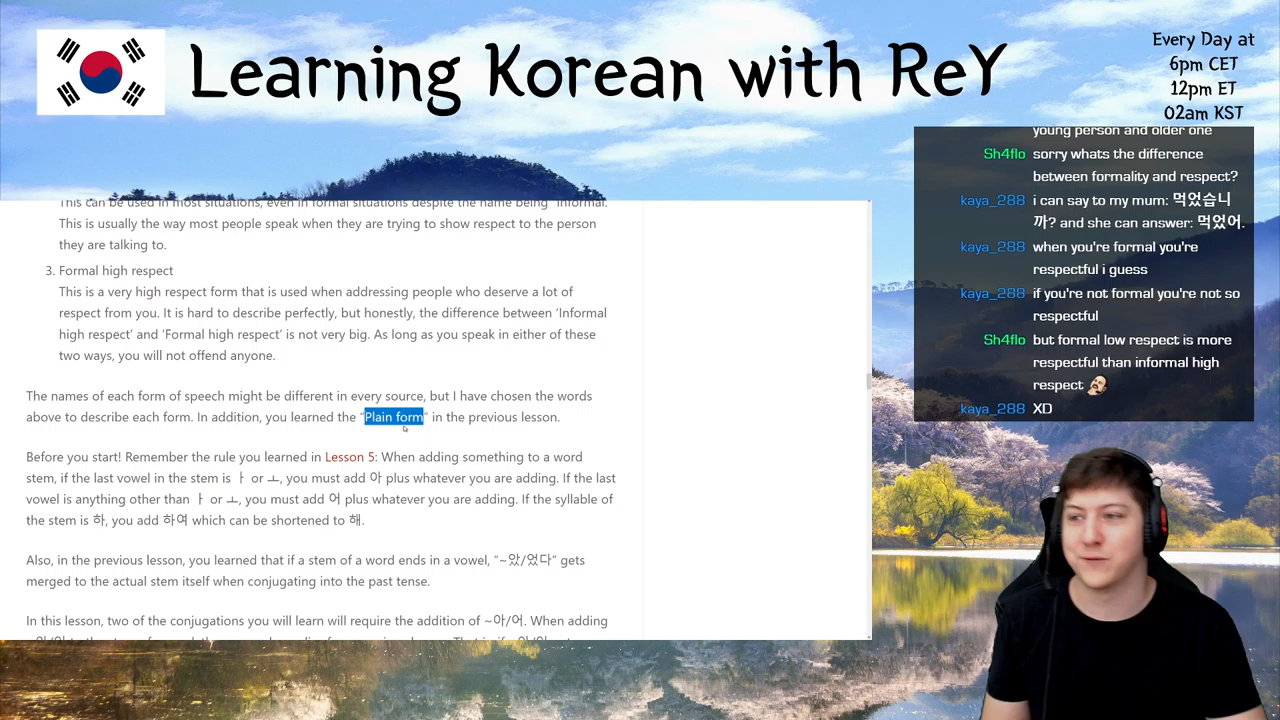 Learning Korean with ReY
Every Day at
6pm CET
12pm ET
02am KST
This can be used in most situations, even in formal situations despite the name being "informal.
This is usually the way most people speak when they are trying to show respect to the person
they are talking to.
3. Formal high respect
This is a very high respect form that is used when addressing people who deserve a lot of
respect from you. It is hard to describe perfectly, but honestly, the difference between 'Informal
high respect' and 'Formal high respect' is not very big. As long as you speak in either of these
two ways, you will not offend anyone.
The names of each form of speech might be different in every source, but I have chosen the words
above to describe each form. In addition, you learned the "Plain form" in the previous lesson.
Before you start! Remember the rule you learned in Lesson 5: When adding something to a word
stem, if the last vowel in the stem is ㅏ or ㅗ, you must add 아 plus whatever you are adding. If the last
vowel is anything other than ㅏ or ㅗ, you must add 어 plus whatever you are adding. If the syllable of
the stem is 하, you add 하여 which can be shortened to 해.
Also, in the previous lesson, you learned that if a stem of a word ends in a vowel, "~았/었다" gets
merged to the actual stem itself when conjugating into the past tense.
In this lesson, two of the conjugations you will learn will require the addition of ~아/어. When adding
young person and older one
Sh4flo sorry whats the difference
between formality and respect?
kaya_288 i can say to my mum: 먹었습니
까? and she can answer: 먹었어.
kaya_288 when you're formal you're
respectful i guess
kaya_288 if you're not formal you're not so
respectful
Sh4flo but formal low respect is more
respectful than informal high
respect
kaya_288 XD